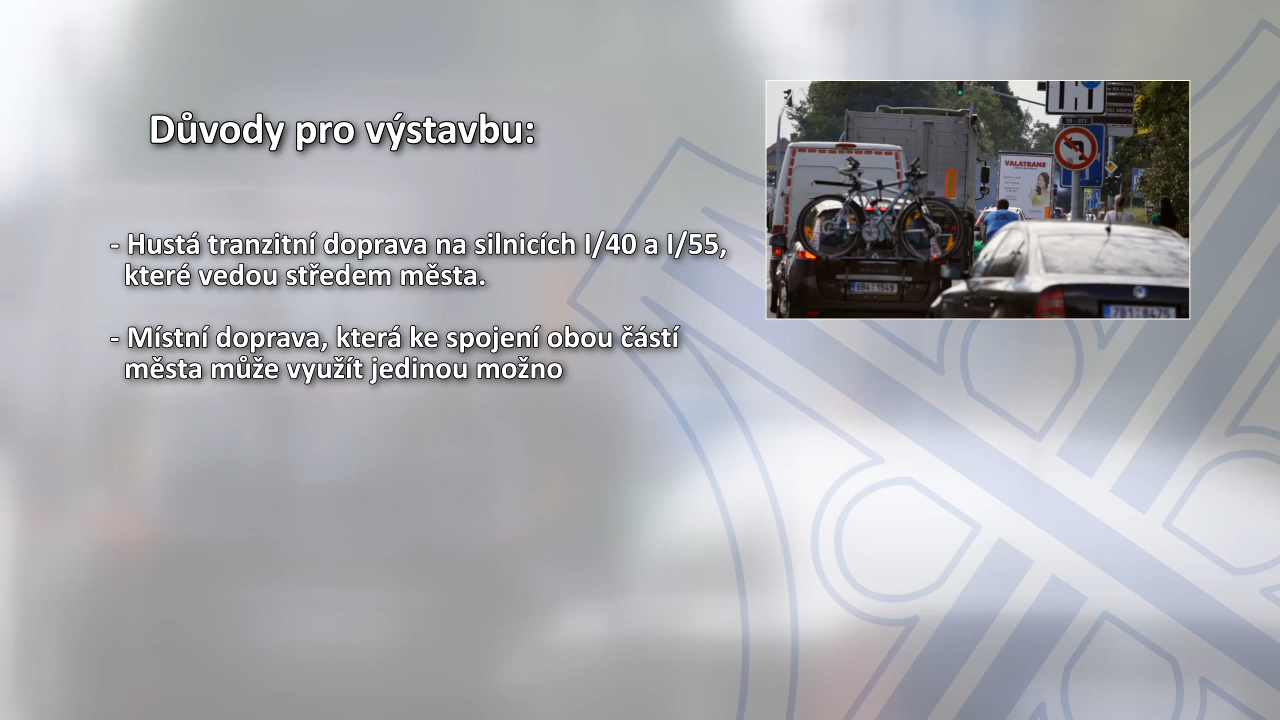 Důvody pro výstavbu:
- Hustá tranzitní doprava na silnicích I/40 a I/55,
které vedou středem města.
- Místní doprava, která ke spojení obou částí
města může využít jedinou možno
VALATRANS